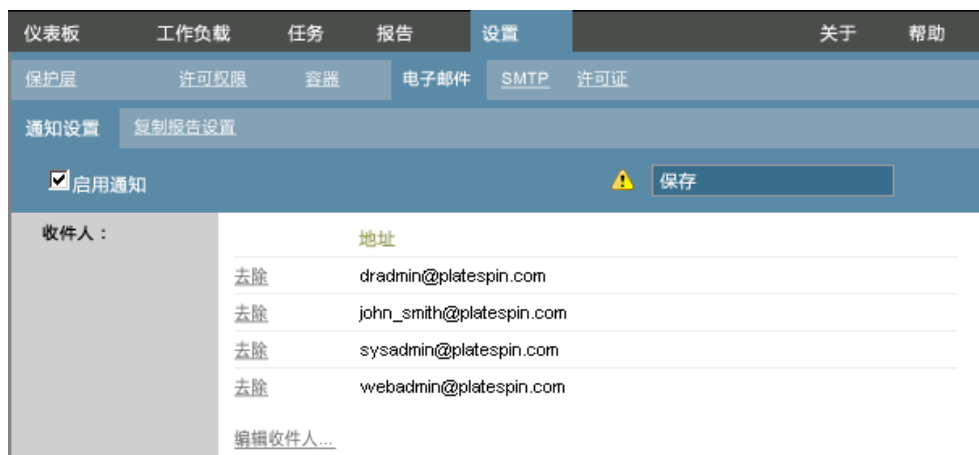 仪表板 工作负载 任务 报告 设置 关于 帮助
保护层 许可权限 容器 电子邮件 SMTP 许可证
通知设置 复制报告设置
启用通知 保存
收件人：
地址
去除 dradmin@platespin.com
去除 john_smith@platespin.com
去除 sysadmin@platespin.com
去除 webadmin@platespin.com
编辑收件人...